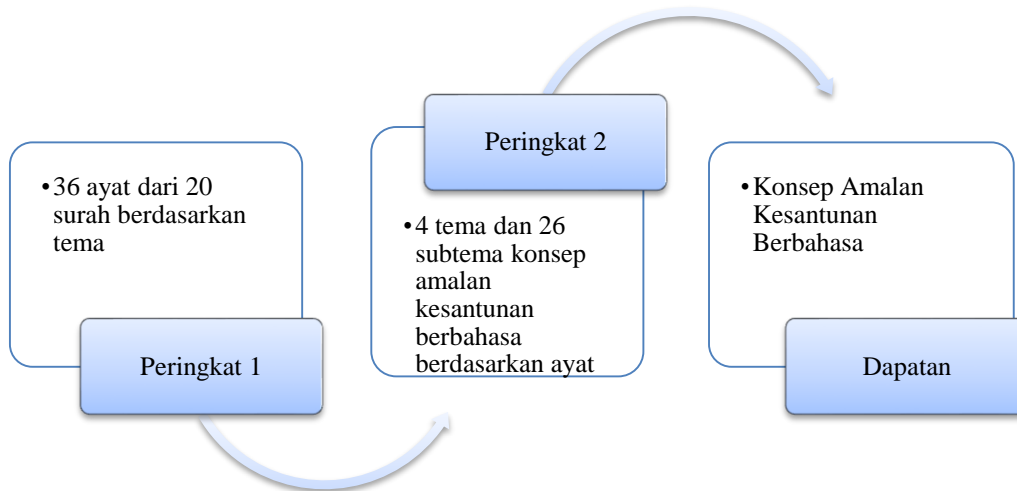 •36 ayat dari 20
surah berdasarkan
tema
Peringkat 1
Peringkat 2
•4 tema dan 26
subtema konsep
amalan
kesantunan
berbahasa
berdasarkan ayat
•Konsep Amalan
Kesantunan
Berbahasa
Dapatan